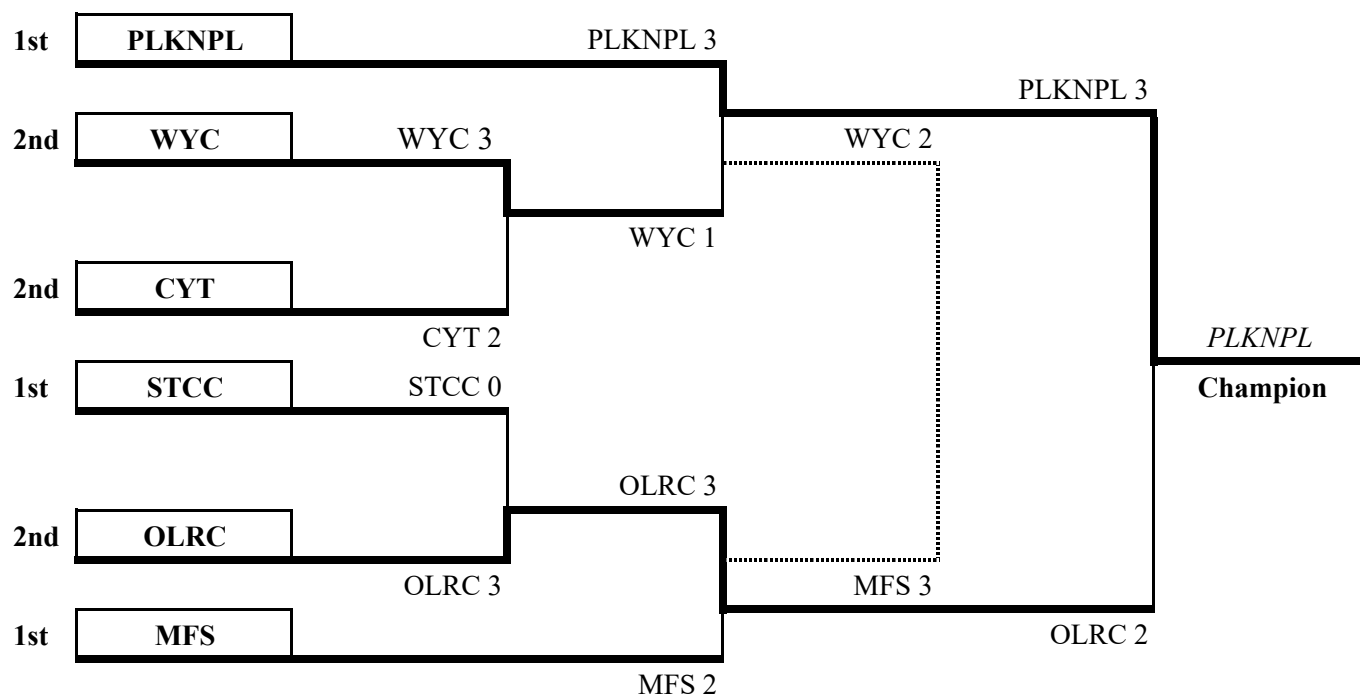 1st PLKNPL PLKNPL 3
PLKNPL 3
2nd WYC WYC 3 WYC 2
WYC 1
2nd CYT
CYT 2 PLKNPL
1st STCC STCC 0 Champion
OLRC 3
2nd OLRC
OLRC 3 MFS 3
1st MFS OLRC 2
MFS 2